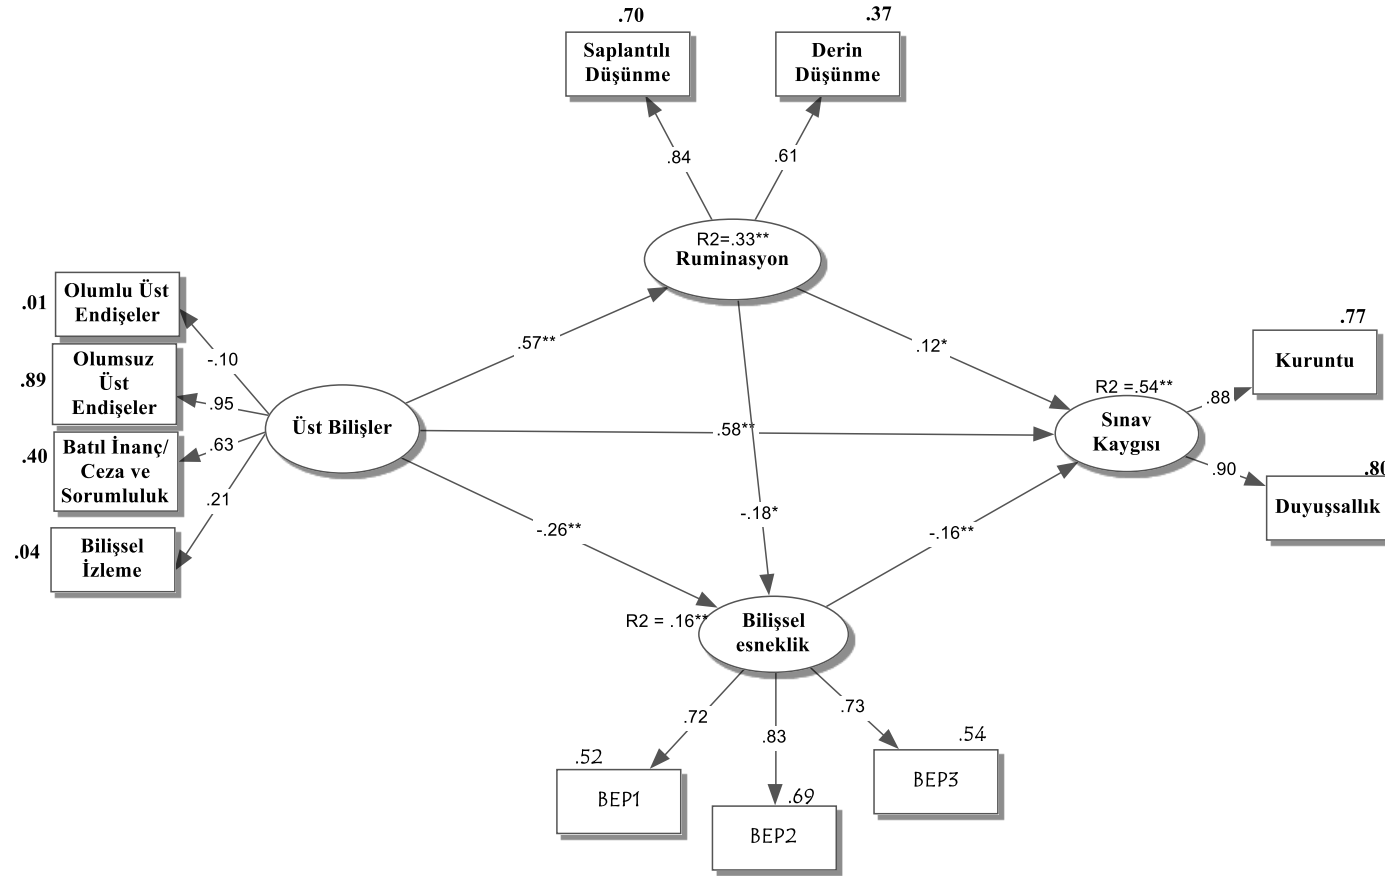 .70
.37
Saplantılı
Düşünme
Derin
Düşünme
.84
.61
R2=.33**
Ruminasyon
.01
Olumlu Üst
Endişeler
.89
Olumsuz
Üst
Endişeler
.40
Batıl İnanç/
Ceza ve
Sorumluluk
.04
Bilişsel
İzleme
-.10
.95
.63
.21
Üst Bilişler
.57**
.12*
.58**
-.18*
-.26**
-.16**
R2 =.54**
Sınav
Kaygısı
.77
Kuruntu
.88
.90
.80
Duyuşsallık
R2 = .16**
Bilişsel
esneklik
.72
.83
.73
.52
BEP1
.69
BEP2
.54
BEP3